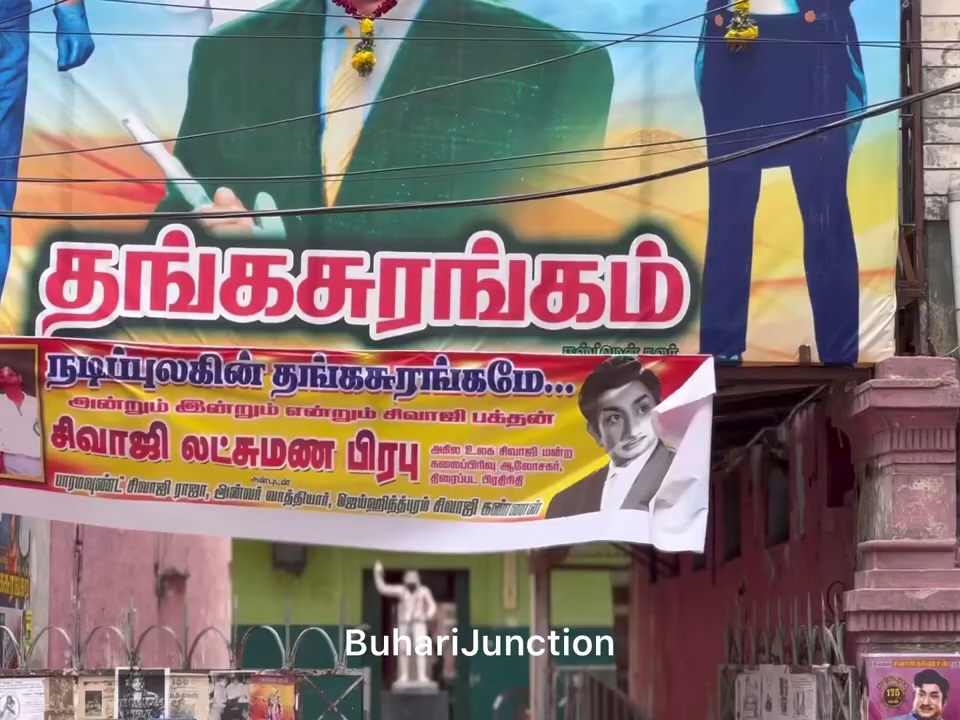 தங்கசுரங்கம்
நடிப்புலகின் தங்கசுரங்கமே...
அன்றும் இன்றும் என்றும் சிவாஜி பக்தன்
சிவாஜி லட்சுமண பிரபு
அகில உலக சிவாஜி மன்ற
கலைப்பிரிவு ஆலோசகர்,
திரைப்பட பிரதிநிதி
அன்புடன்
பாரமவுண்ட் சிவாஜி ராஜா, அன்வர் வாத்தியார், ஜெய்ஹிந்த்புரம் சிவாஜி கண்ணன்
BuhariJunction
175